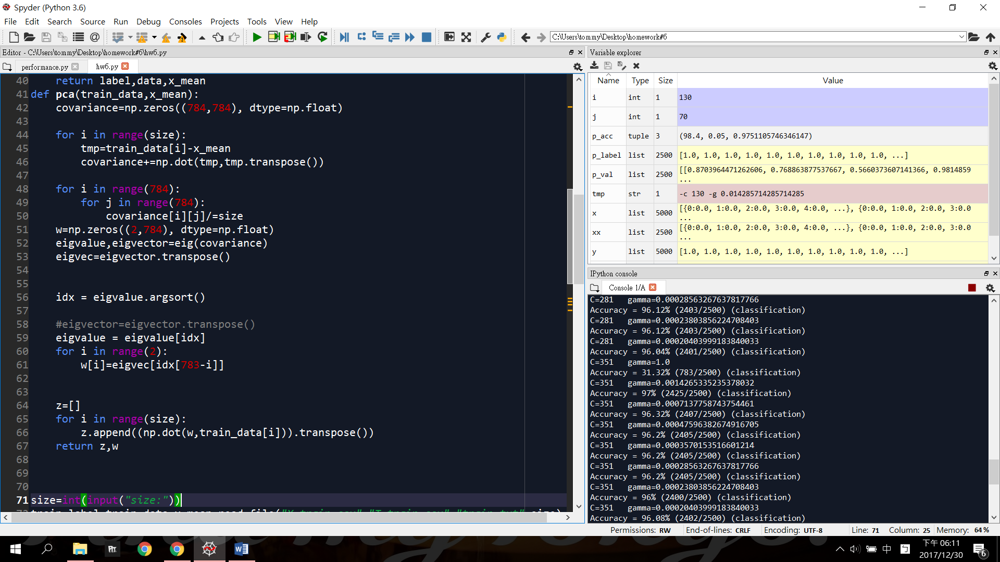 Spyder (Python 3.6)
File Edit Search Source Run Debug Consoles Projects Tools View Help
C:\Users\tommy\Desktop\homework#6
Editor - C:\Users\tommy\Desktop\homework#6\hw6.py
performance.py hw6.py
40 return label,data,x_mean
41 def pca(train_data,x_mean):
42 covariance=np.zeros((784,784), dtype=np.float)
43
44 for i in range(size):
45 tmp=train_data[i]-x_mean
46 covariance+=np.dot(tmp,tmp.transpose())
47
48 for i in range(784):
49 for j in range(784):
50 covariance[i][j]/=size
51 w=np.zeros((2,784), dtype=np.float)
52 eigvalue,eigvector=eig(covariance)
53 eigvec=eigvector.transpose()
54
55
56 idx = eigvalue.argsort()
57
58 #eigvector=eigvector.transpose()
59 eigvalue = eigvalue[idx]
60 for i in range(2):
61 w[i]=eigvec[idx[783-i]]
62
63
64 z=[]
65 for i in range(size):
66 z.append((np.dot(w,train_data[i])).transpose())
67 return z,w
68
69
70
71 size=int(input("size:"))
Variable explorer
Name Type Size Value
i int 1 130
j int 1 70
p_acc tuple 3 (98.4, 0.05, 0.9751105746346147)
p_label list 2500 [1.0, 1.0, 1.0, 1.0, 1.0, 1.0, 1.0, 1.0, 1.0, 1.0, ...]
p_val list 2500 [[0.8703964471262606, 0.768863877537667, 0.5660373607141366, 0.9814859
...
tmp str 1 -c 130 -g 0.014285714285714285
x list 5000 [{0:0.0, 1:0.0, 2:0.0, 3:0.0, 4:0.0, ...}, {0:0.0, 1:0.0, 2:0.0, 3:0.0
...
xx list 2500 [{0:0.0, 1:0.0, 2:0.0, 3:0.0, 4:0.0, ...}, {0:0.0, 1:0.0, 2:0.0, 3:0.0
...
y list 5000 [1.0, 1.0, 1.0, 1.0, 1.0, 1.0, 1.0, 1.0, 1.0, 1.0, ...]
IPython console
Console 1/A
C=281 gamma=0.00028563267637817766
Accuracy = 96.12% (2403/2500) (classification)
C=281 gamma=0.00023803856224708403
Accuracy = 96.12% (2403/2500) (classification)
C=281 gamma=0.00020403999183840033
Accuracy = 96.04% (2401/2500) (classification)
C=351 gamma=1.0
Accuracy = 31.32% (783/2500) (classification)
C=351 gamma=0.0014265335235378032
Accuracy = 97% (2425/2500) (classification)
C=351 gamma=0.0007137758743754461
Accuracy = 96.32% (2407/2500) (classification)
C=351 gamma=0.00047596382674916705
Accuracy = 96.2% (2405/2500) (classification)
C=351 gamma=0.0003570153516601214
Accuracy = 96.2% (2405/2500) (classification)
C=351 gamma=0.00028563267637817766
Accuracy = 96.2% (2405/2500) (classification)
C=351 gamma=0.00023803856224708403
Accuracy = 96% (2400/2500) (classification)
C=351 gamma=0.00020403999183840033
Accuracy = 96.08% (2402/2500) (classification)
Permissions: RW End-of-lines: CRLF Encoding: UTF-8 Line: 71 Column: 25 Memory: 64 %
中 下午 06:11
2017/12/30
6